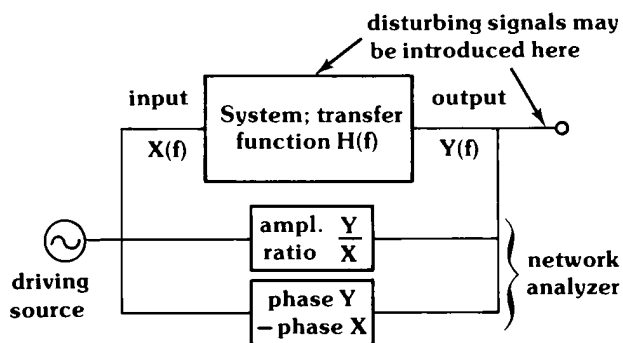 disturbing signals may
be introduced here
input
output
System; transfer
function H(f)
X(f)
Y(f)
ampl. Y
ratio X
driving
source
network
analyzer
phase Y
– phase X